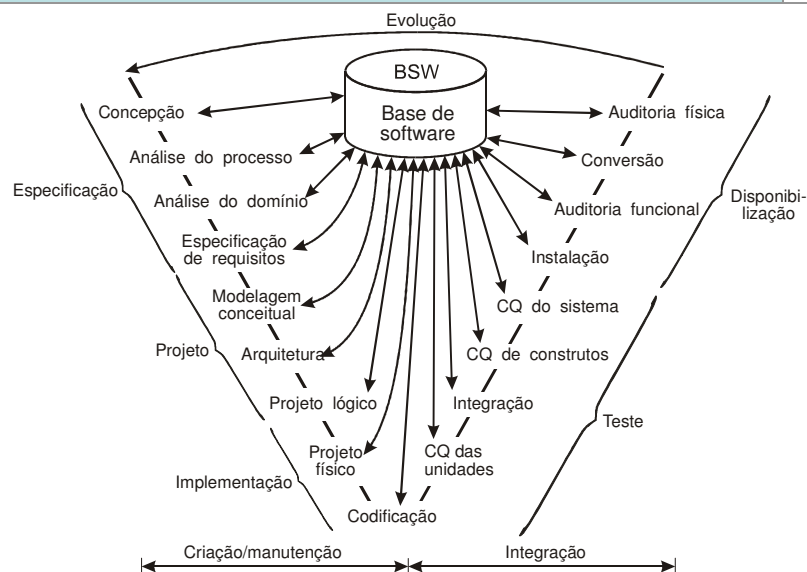 Evolução
BSW
Base de
software
Concepção
Auditoria física
Análise do processo
Conversão
Especificação
Análise do domínio
Auditoria funcional
Disponibi-
lização
Especificação
de requisitos
Instalação
Modelagem
conceitual
CQ do sistema
Projeto
Arquitetura
CQ de construtos
Projeto lógico
Integração
Teste
Projeto
físico
CQ das
unidades
Implementação
Codificação
Criação/manutenção
Integração